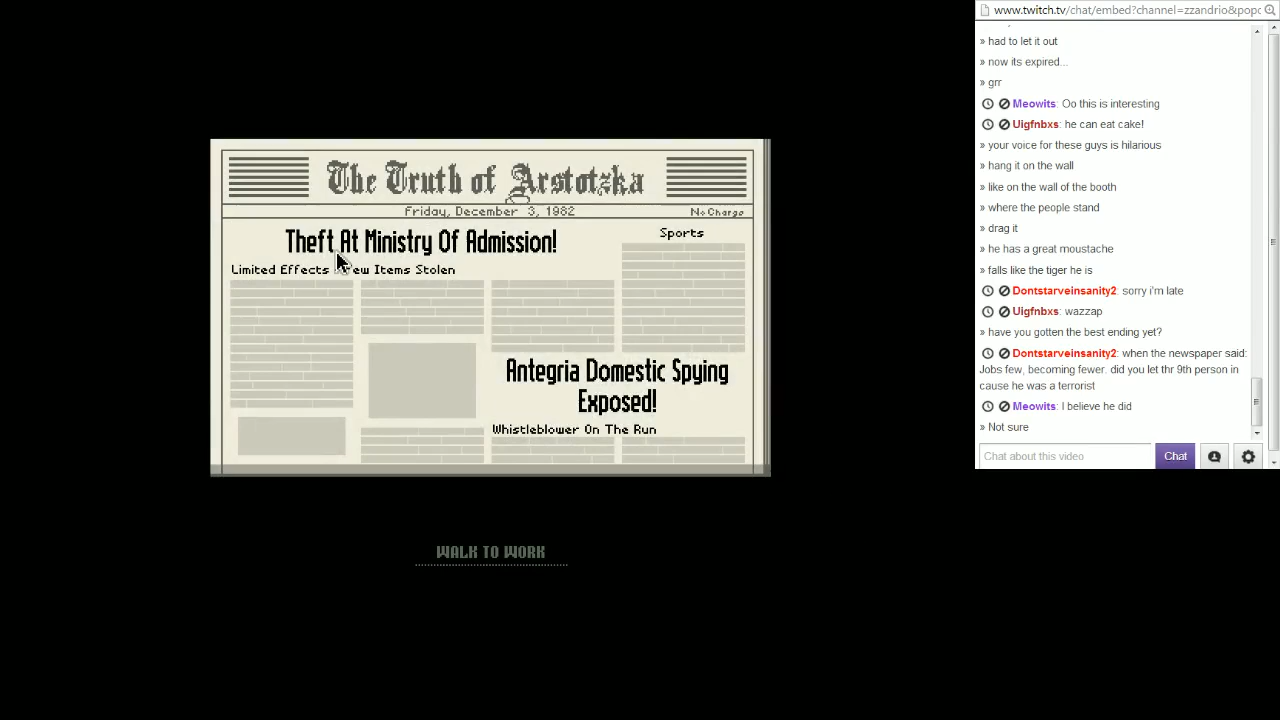 The Truth of Arstotzka
Friday, December 3, 1982
No Charge
Theft At Ministry Of Admission!
Limited Effects ew Items Stolen
Sports
Antegria Domestic Spying
Exposed!
Whistleblower On The Run
WALK TO WORK
www.twitch.tv/chat/embed?channel=zzandrio&popo
» had to let it out
» now its expired...
» grr
Meowits: Oo this is interesting
Uigfnbxs: he can eat cake!
» your voice for these guys is hilarious
» hang it on the wall
» like on the wall of the booth
» where the people stand
» drag it
» he has a great moustache
» falls like the tiger he is
Dontstarveinsanity2: sorry i'm late
Uigfnbxs: wazzap
» have you gotten the best ending yet?
Dontstarveinsanity2: when the newspaper said:
Jobs few, becoming fewer. did you let thr 9th person in
cause he was a terrorist
Meowits: I believe he did
» Not sure
Chat about this video
Chat